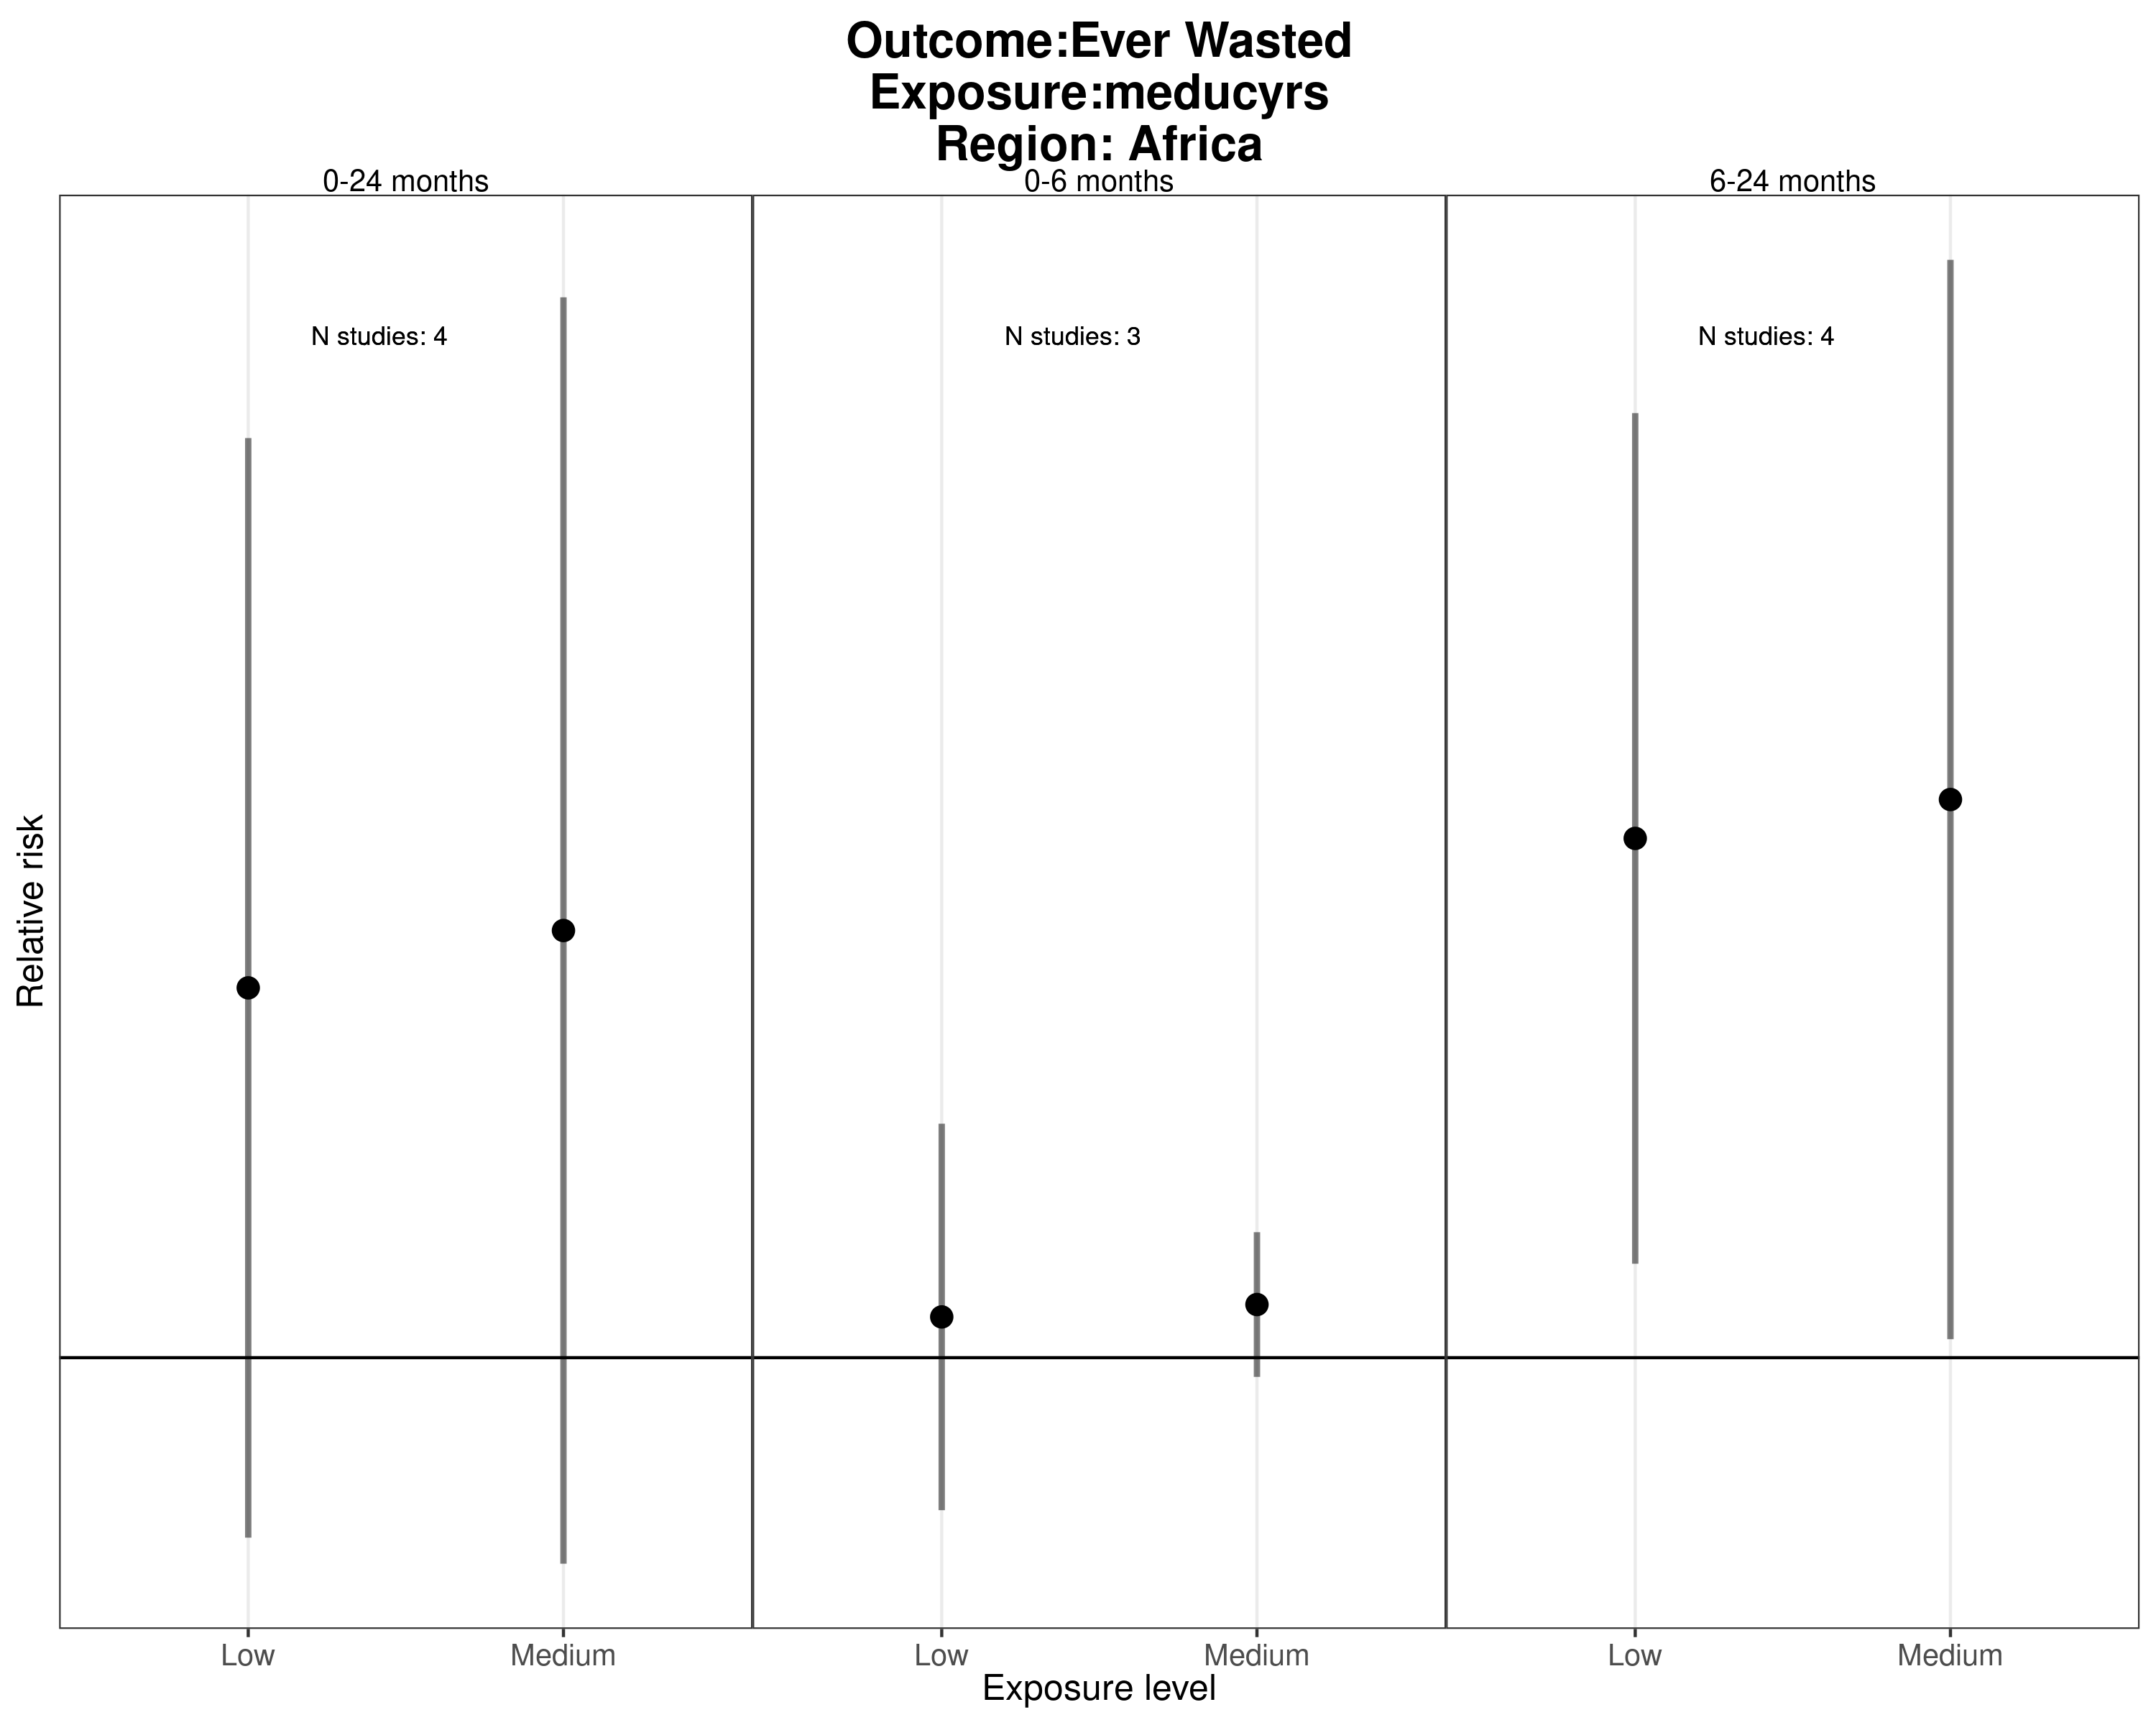 Outcome:Ever Wasted
Exposure:meducyrs
Region: Africa
0-24 months
0-6 months
6-24 months
N studies: 4
N studies: 3
N studies: 4
Relative risk
Low
Medium
Low
Medium
Low
Medium
Exposure level